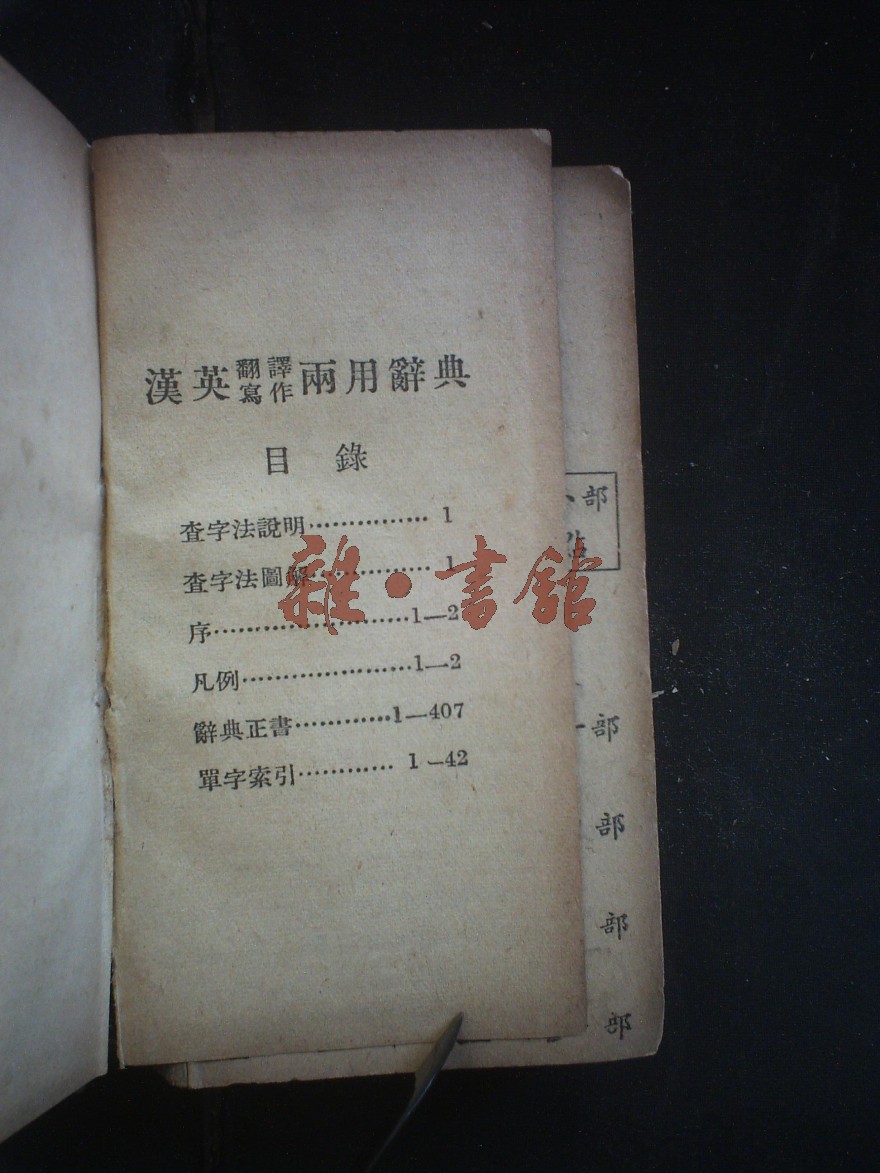 漢英翻譯寫作兩用辭典
目錄
查字法說明··············· 1
查字法圖解··············· 1
序························1—2
凡例·····················1—2
辭典正書············1—407
單字索引············ 1—42
雜·書館
部
部
部
部
部